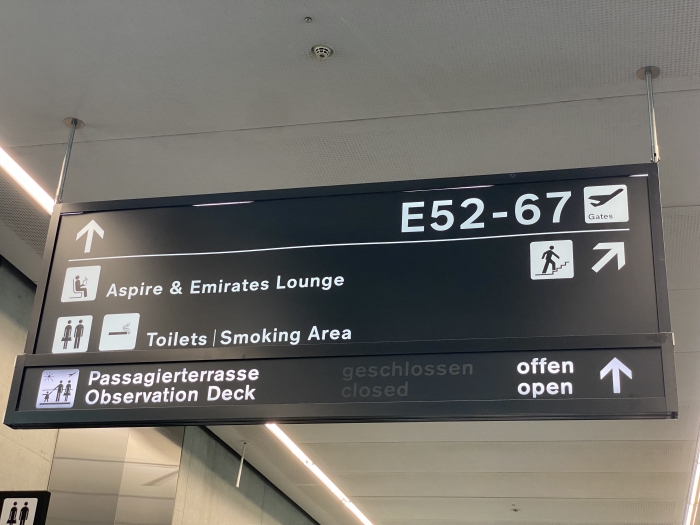 E52-67
Gates
Aspire & Emirates Lounge
Toilets | Smoking Area
Passagierterrasse geschlossen offen
Observation Deck closed open